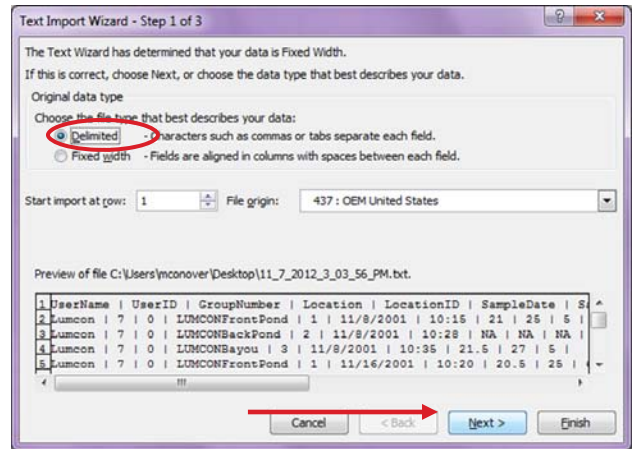 Text Import Wizard - Step 1 of 3
The Text Wizard has determined that your data is Fixed Width.
If this is correct, choose Next, or choose the data type that best describes your data.
Original data type
Choose the file type that best describes your data:
Delimited - Characters such as commas or tabs separate each field.
Fixed width - Fields are aligned in columns with spaces between each field.
Start import at row: 1 File origin: 437 : OEM United States
Preview of file C:\Users\mconover\Desktop\11_7_2012_3_03_56_PM.txt.
1 UserName | UserID | GroupNumber | Location | LocationID | SampleDate |
2 Lumcon | 7 | 0 | LUMCONFrontPond | 1 | 11/8/2001 | 10:15 | 21 | 25 | 5 |
3 Lumcon | 7 | 0 | LUMCONBackPond | 2 | 11/8/2001 | 10:28 | NA | NA | NA |
4 Lumcon | 7 | 0 | LUMCONBayou | 3 | 11/8/2001 | 10:35 | 21.5 | 27 | 5 |
5 Lumcon | 7 | 0 | LUMCONFrontPond | 1 | 11/16/2001 | 10:20 | 20.5 | 25 |
Cancel < Back Next > Finish